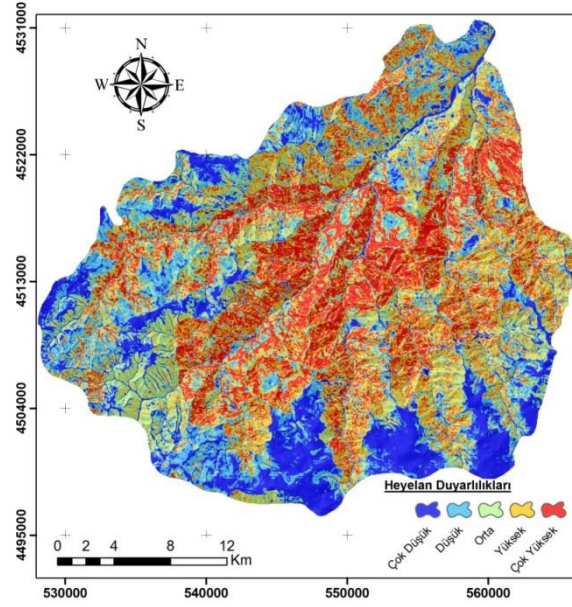 4531000
4522000
4513000
4504000
4495000
N
W E
S
Heyelan Duyarlılıkları
Çok Düşük
Düşük
Orta
Yüksek
Çok Yüksek
0 2 4 8 12
Km
530000 540000 550000 560000